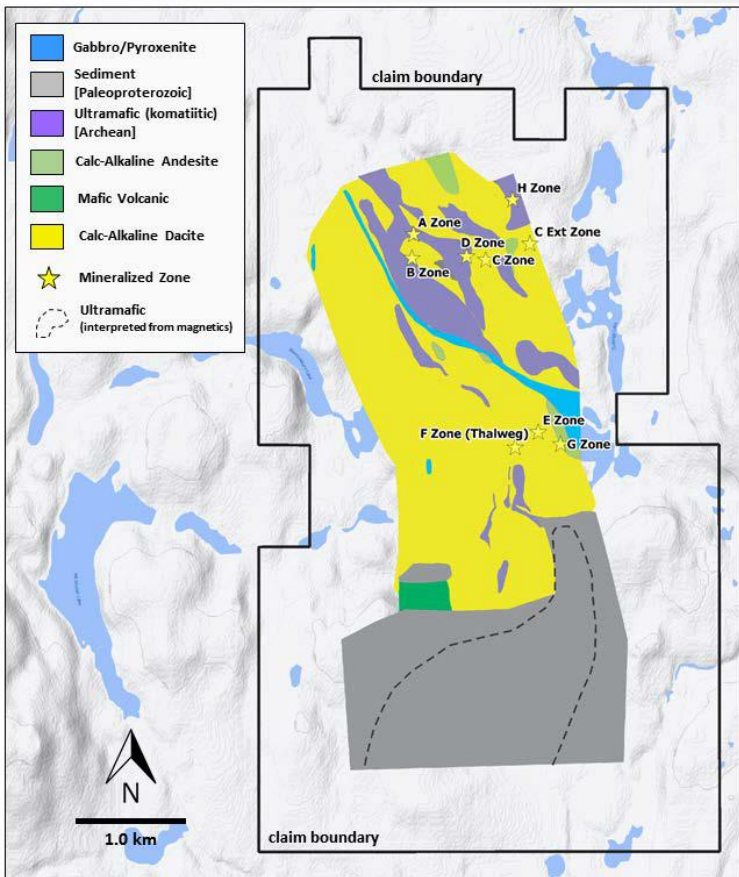 Gabbro/Pyroxenite
Sediment
[Paleoproterozoic]
Ultramafic (komatiitic)
[Archean]
Calc-Alkaline Andesite
Mafic Volcanic
Calc-Alkaline Dacite
Mineralized Zone
Ultramafic
(interpreted from magnetics)
claim boundary
H Zone
A Zone
C Ext Zone
D Zone
C Zone
B Zone
E Zone
F Zone (Thalweg)
G Zone
N
1.0 km
claim boundary